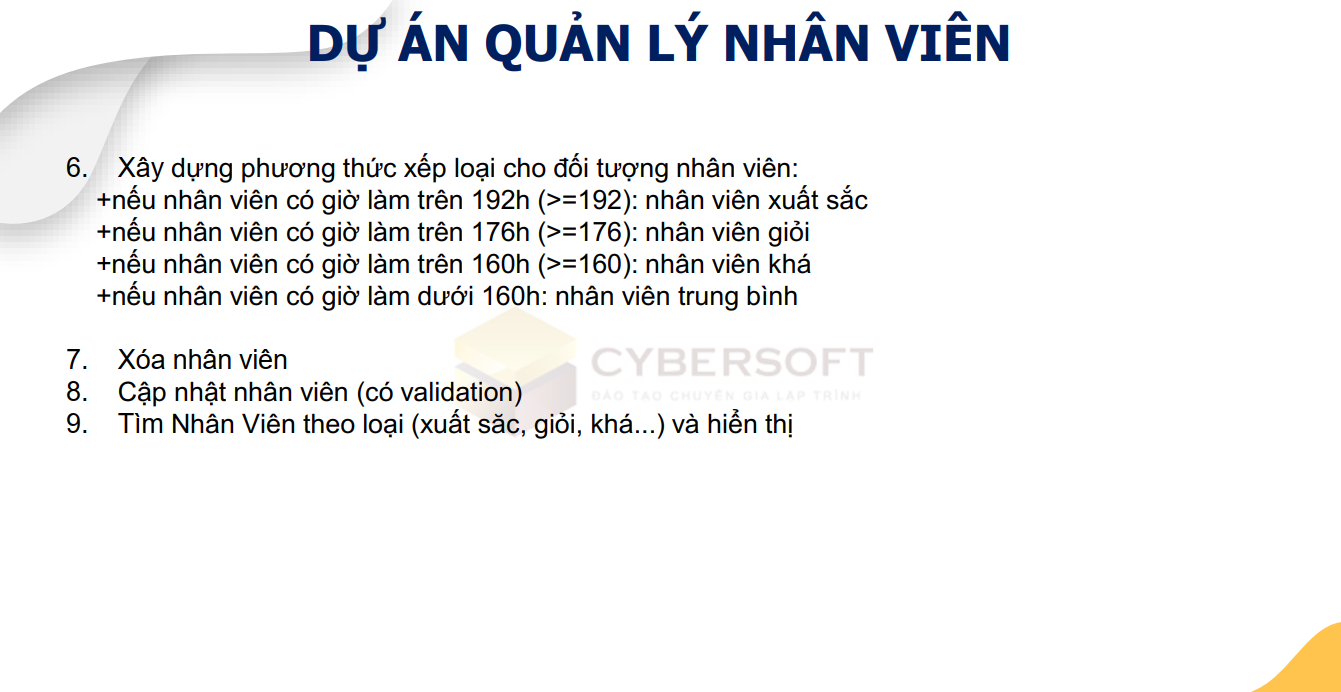 DỰ ÁN QUẢN LÝ NHÂN VIÊN
6. Xây dựng phương thức xếp loại cho đối tượng nhân viên:
+nếu nhân viên có giờ làm trên 192h (>=192): nhân viên xuất sắc
+nếu nhân viên có giờ làm trên 176h (>=176): nhân viên giỏi
+nếu nhân viên có giờ làm trên 160h (>=160): nhân viên khá
+nếu nhân viên có giờ làm dưới 160h: nhân viên trung bình
7. Xóa nhân viên
CYBERSOFT
8. Cập nhật nhân viên (có validation)
ĐÀO TẠO CHUYÊN GIA LẬP TRÌNH
9. Tìm Nhân Viên theo loại (xuất săc, giỏi, khá...) và hiển thị